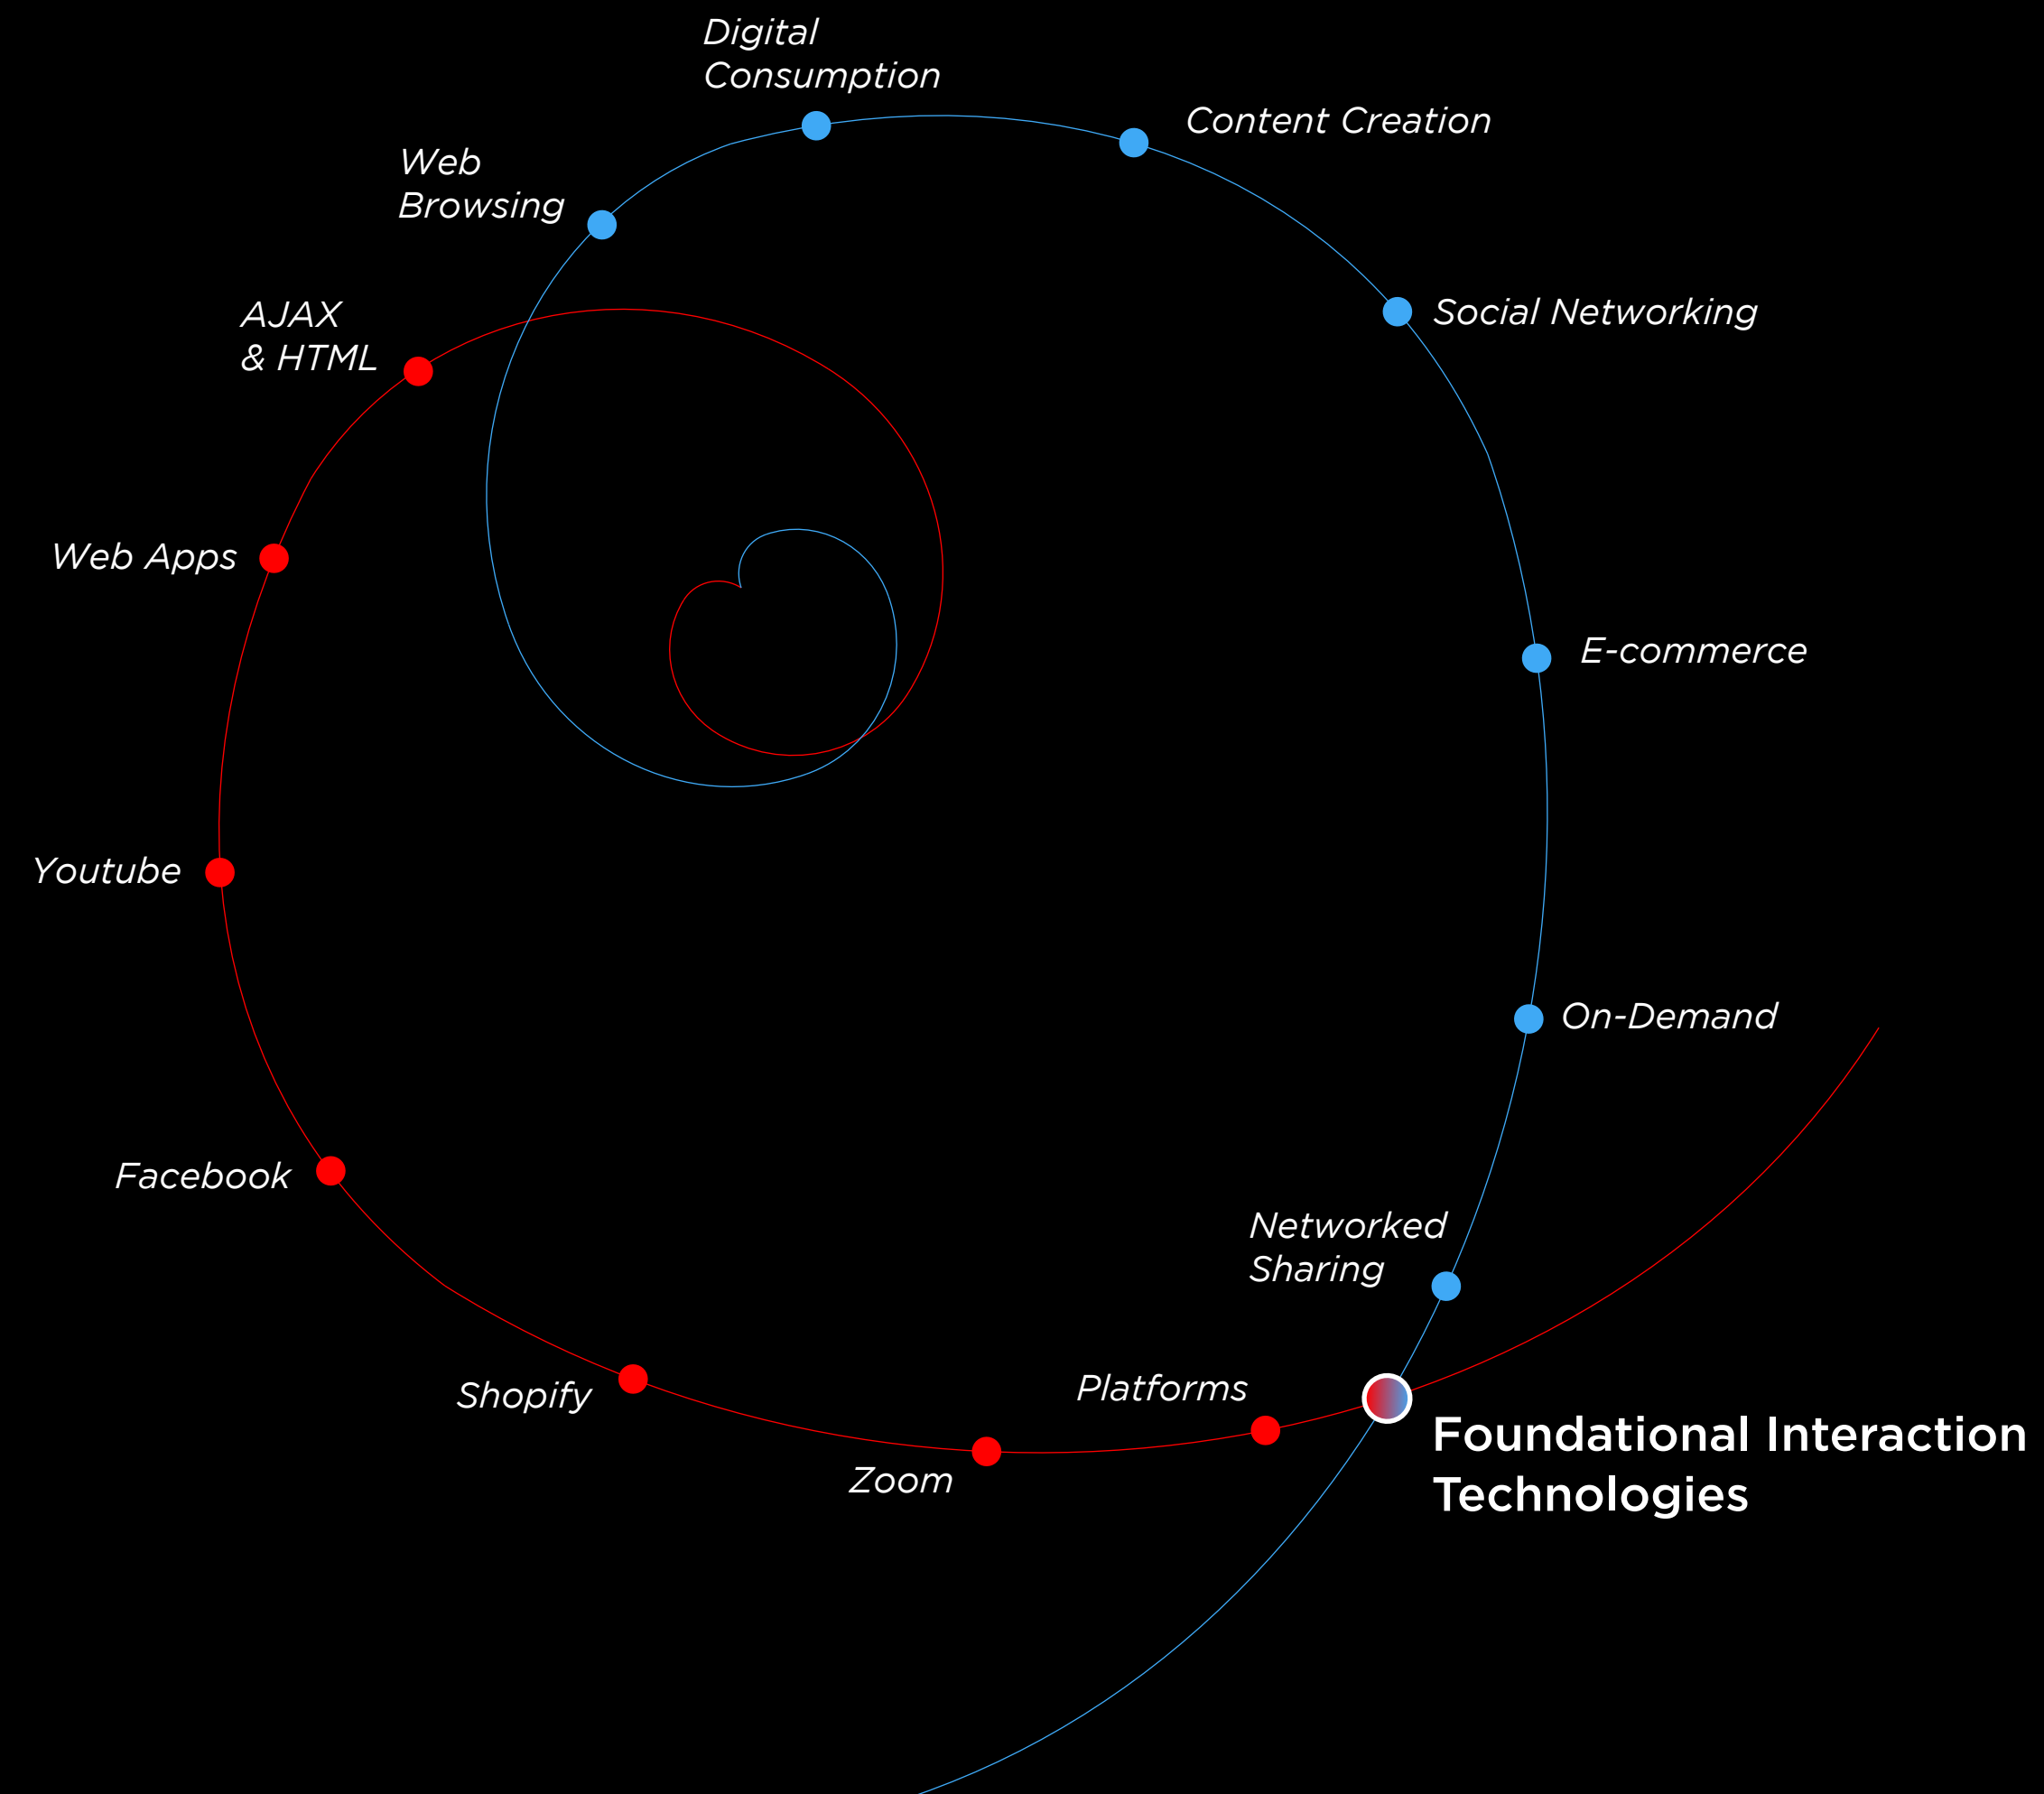 Digital
Consumption
Content Creation
Web
Browsing
AJAX
& HTML
Social Networking
Web Apps
E-commerce
Youtube
On-Demand
Facebook
Networked
Sharing
Shopify
Platforms
Zoom
Foundational Interaction
Technologies